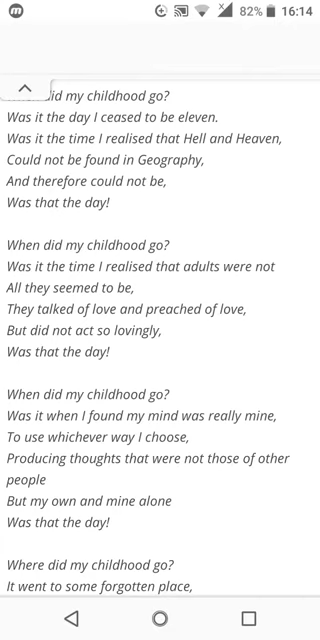 82% 16:14
did my childhood go?
Was it the day I ceased to be eleven.
Was it the time I realised that Hell and Heaven,
Could not be found in Geography,
And therefore could not be,
Was that the day!
When did my childhood go?
Was it the time I realised that adults were not
All they seemed to be,
They talked of love and preached of love,
But did not act so lovingly,
Was that the day!
When did my childhood go?
Was it when I found my mind was really mine,
To use whichever way I choose,
Producing thoughts that were not those of other
people
But my own and mine alone
Was that the day!
Where did my childhood go?
It went to some forgotten place,